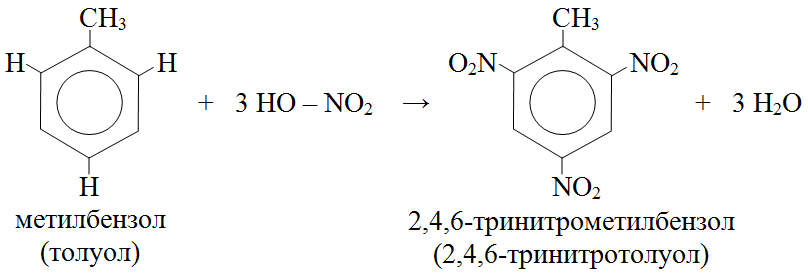 CH₃ CH₃
H H O₂N NO₂
+ 3 HO – NO₂ → + 3 H₂O
H NO₂
метилбензол 2,4,6-тринитрометилбензол
(толуол) (2,4,6-тринитротолуол)